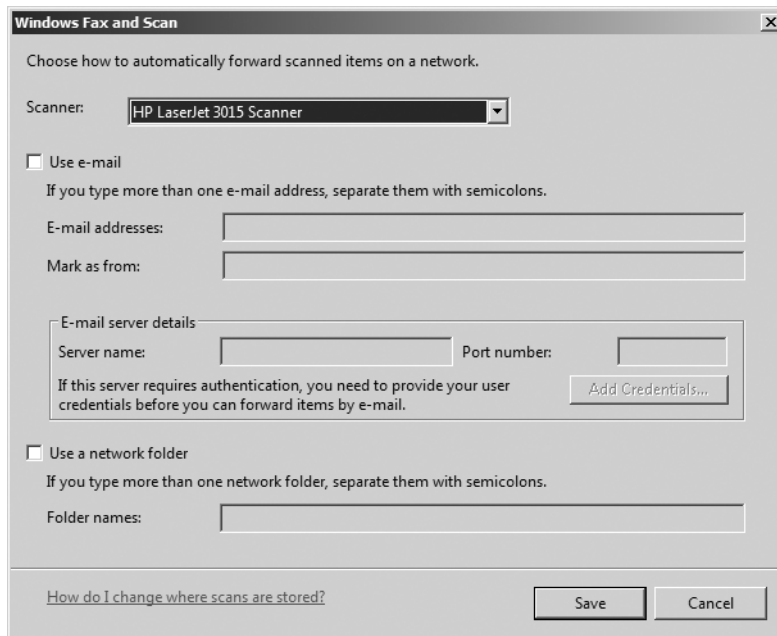 Windows Fax and Scan
Choose how to automatically forward scanned items on a network.
Scanner: HP LaserJet 3015 Scanner
Use e-mail
If you type more than one e-mail address, separate them with semicolons.
E-mail addresses:
Mark as from:
E-mail server details
Server name: Port number:
If this server requires authentication, you need to provide your user
credentials before you can forward items by e-mail.
Add Credentials...
Use a network folder
If you type more than one network folder, separate them with semicolons.
Folder names:
How do I change where scans are stored? Save Cancel